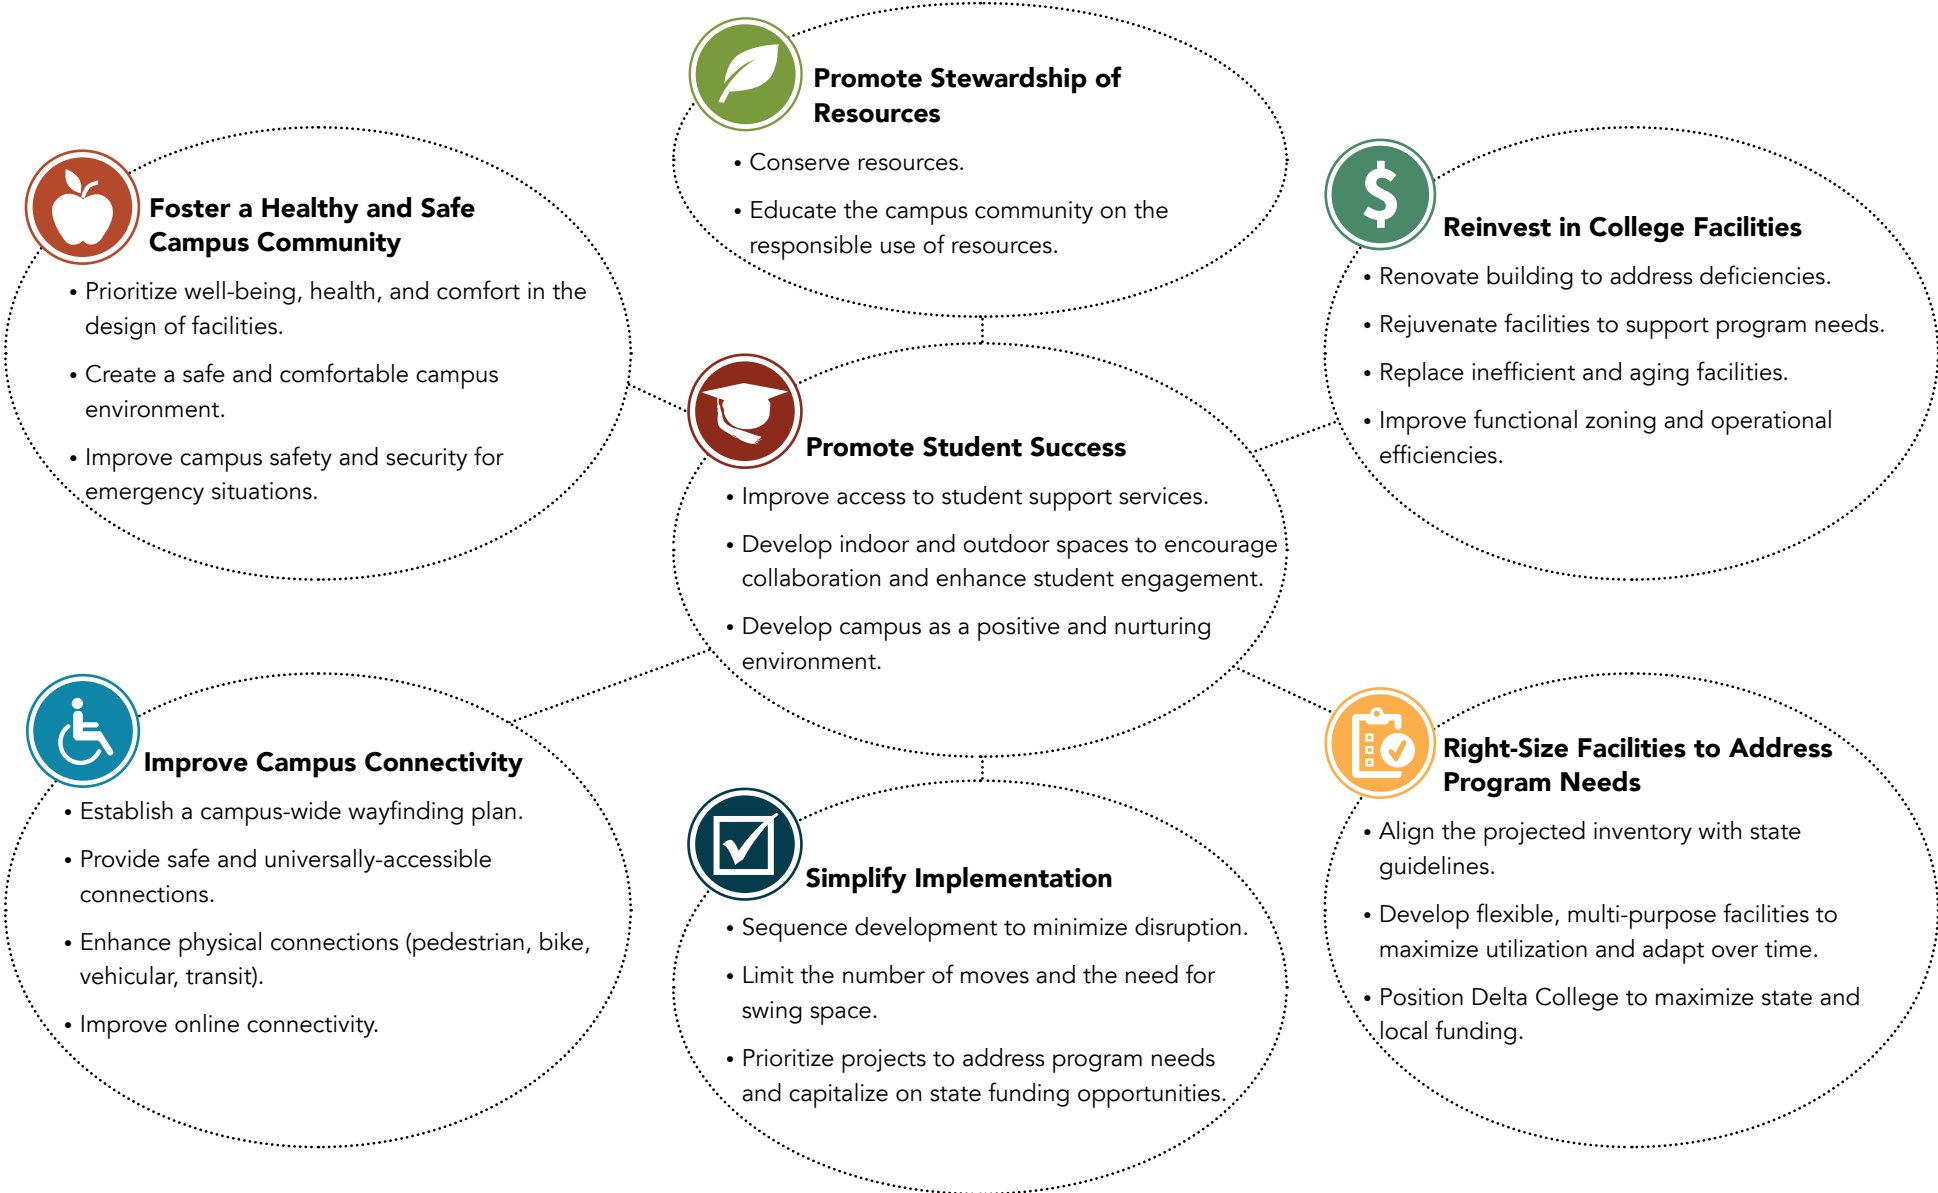 Promote Stewardship of
Resources
• Conserve resources.
• Educate the campus community on the
responsible use of resources.
Foster a Healthy and Safe
Campus Community
• Prioritize well-being, health, and comfort in the
design of facilities.
• Create a safe and comfortable campus
environment.
• Improve campus safety and security for
emergency situations.
Reinvest in College Facilities
• Renovate building to address deficiencies.
• Rejuvenate facilities to support program needs.
• Replace inefficient and aging facilities.
• Improve functional zoning and operational
efficiencies.
Promote Student Success
• Improve access to student support services.
• Develop indoor and outdoor spaces to encourage
collaboration and enhance student engagement.
• Develop campus as a positive and nurturing
environment.
Improve Campus Connectivity
• Establish a campus-wide wayfinding plan.
• Provide safe and universally-accessible
connections.
• Enhance physical connections (pedestrian, bike,
vehicular, transit).
• Improve online connectivity.
Simplify Implementation
• Sequence development to minimize disruption.
• Limit the number of moves and the need for
swing space.
• Prioritize projects to address program needs
and capitalize on state funding opportunities.
Right-Size Facilities to Address
Program Needs
• Align the projected inventory with state
guidelines.
• Develop flexible, multi-purpose facilities to
maximize utilization and adapt over time.
• Position Delta College to maximize state and
local funding.